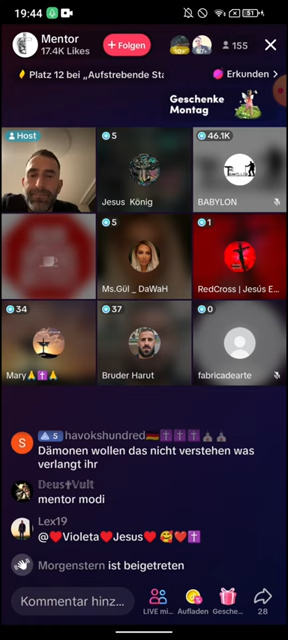 19:44
51
Mentor
17.4K Likes
+ Folgen
155
Platz 12 bei „Aufstrebende Sta
Erkunden >
Geschenke
Montag
Host
5
46.1K
Jesus König
BABYLON
5
1
Ms.Gül _ DaWaH
RedCross | Jesús E...
34
37
0
Mary🙏✝️🙏
Bruder Harut
fabricadearte
S
5 havokshundred🇩🇪✝️✝️✝️⛪⛪
Dämonen wollen das nicht verstehen was
verlangt ihr
𝔻𝕖𝕦𝕤✝𝕍𝕦𝕝𝕥
mentor modi
Lex19
@♥️Violeta♥️Jesus♥️ 🥰❤️✝️
Morgenstern ist beigetreten
Kommentar hinz...
LIVE mi...
Aufladen
Gesche...
28